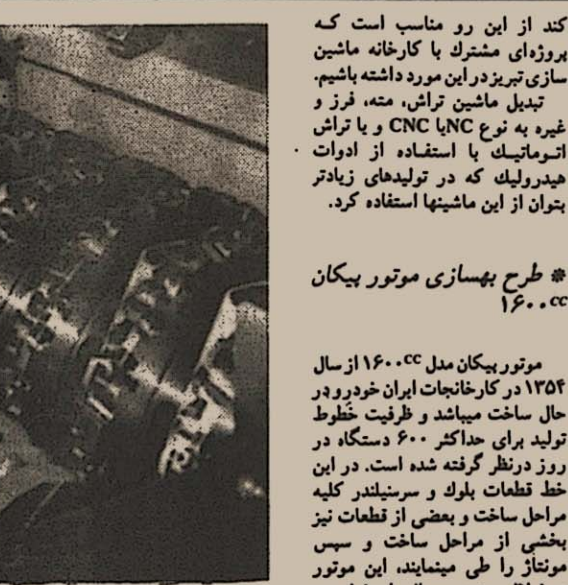 کند از این رو مناسب است که
پروژه‌ای مشترك با کارخانه ماشین
سازی تبریز در این مورد داشته باشیم.
تبدیل ماشین تراش، مته، فرز و
غیره به نوع NC یا CNC و یا تراش
اتوماتیك با استفاده از ادوات
هیدرولیك که در تولیدهای زیادتر
بتوان از این ماشینها استفاده کرد.
* طرح بهسازی موتور پیکان
۱۶۰۰cc
موتور پیکان مدل ۱۶۰۰cc از سال
۱۳۵۴ در کارخانجات ایران خودرو در
حال ساخت میباشد و ظرفیت خطوط
تولید برای حداکثر ۶۰۰ دستگاه در
روز درنظر گرفته شده است. در این
خط قطعات بلوك و سرسیلندر کلیه
مراحل ساخت و بعضی از قطعات نیز
بخشی از مراحل ساخت و سپس
مونتاژ را طی مینمایند، این موتور